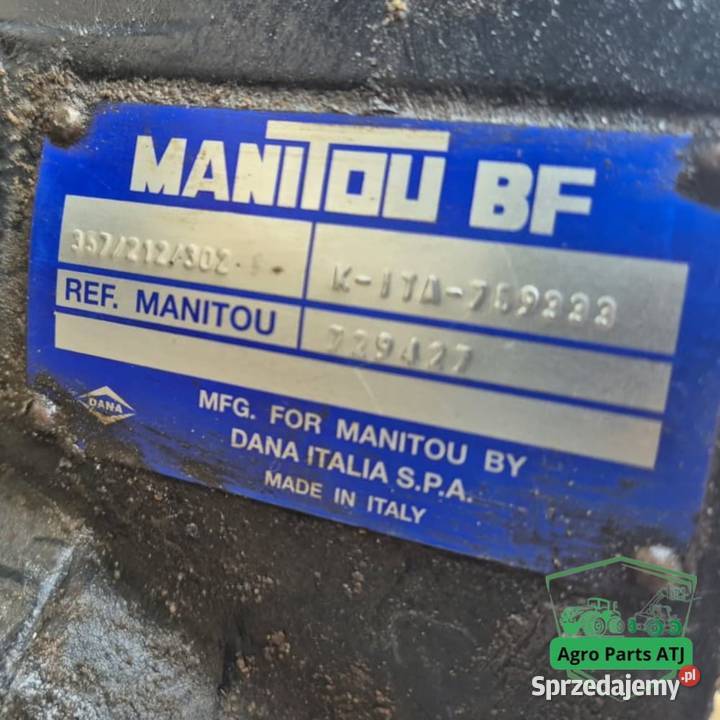 MANITOU BF
357/212/302
K-ITA-769333
REF. MANITOU
729427
DANA
MFG. FOR MANITOU BY
DANA ITALIA S.P.A.
MADE IN ITALY
Agro Parts ATJ
Sprzedajemy.pl